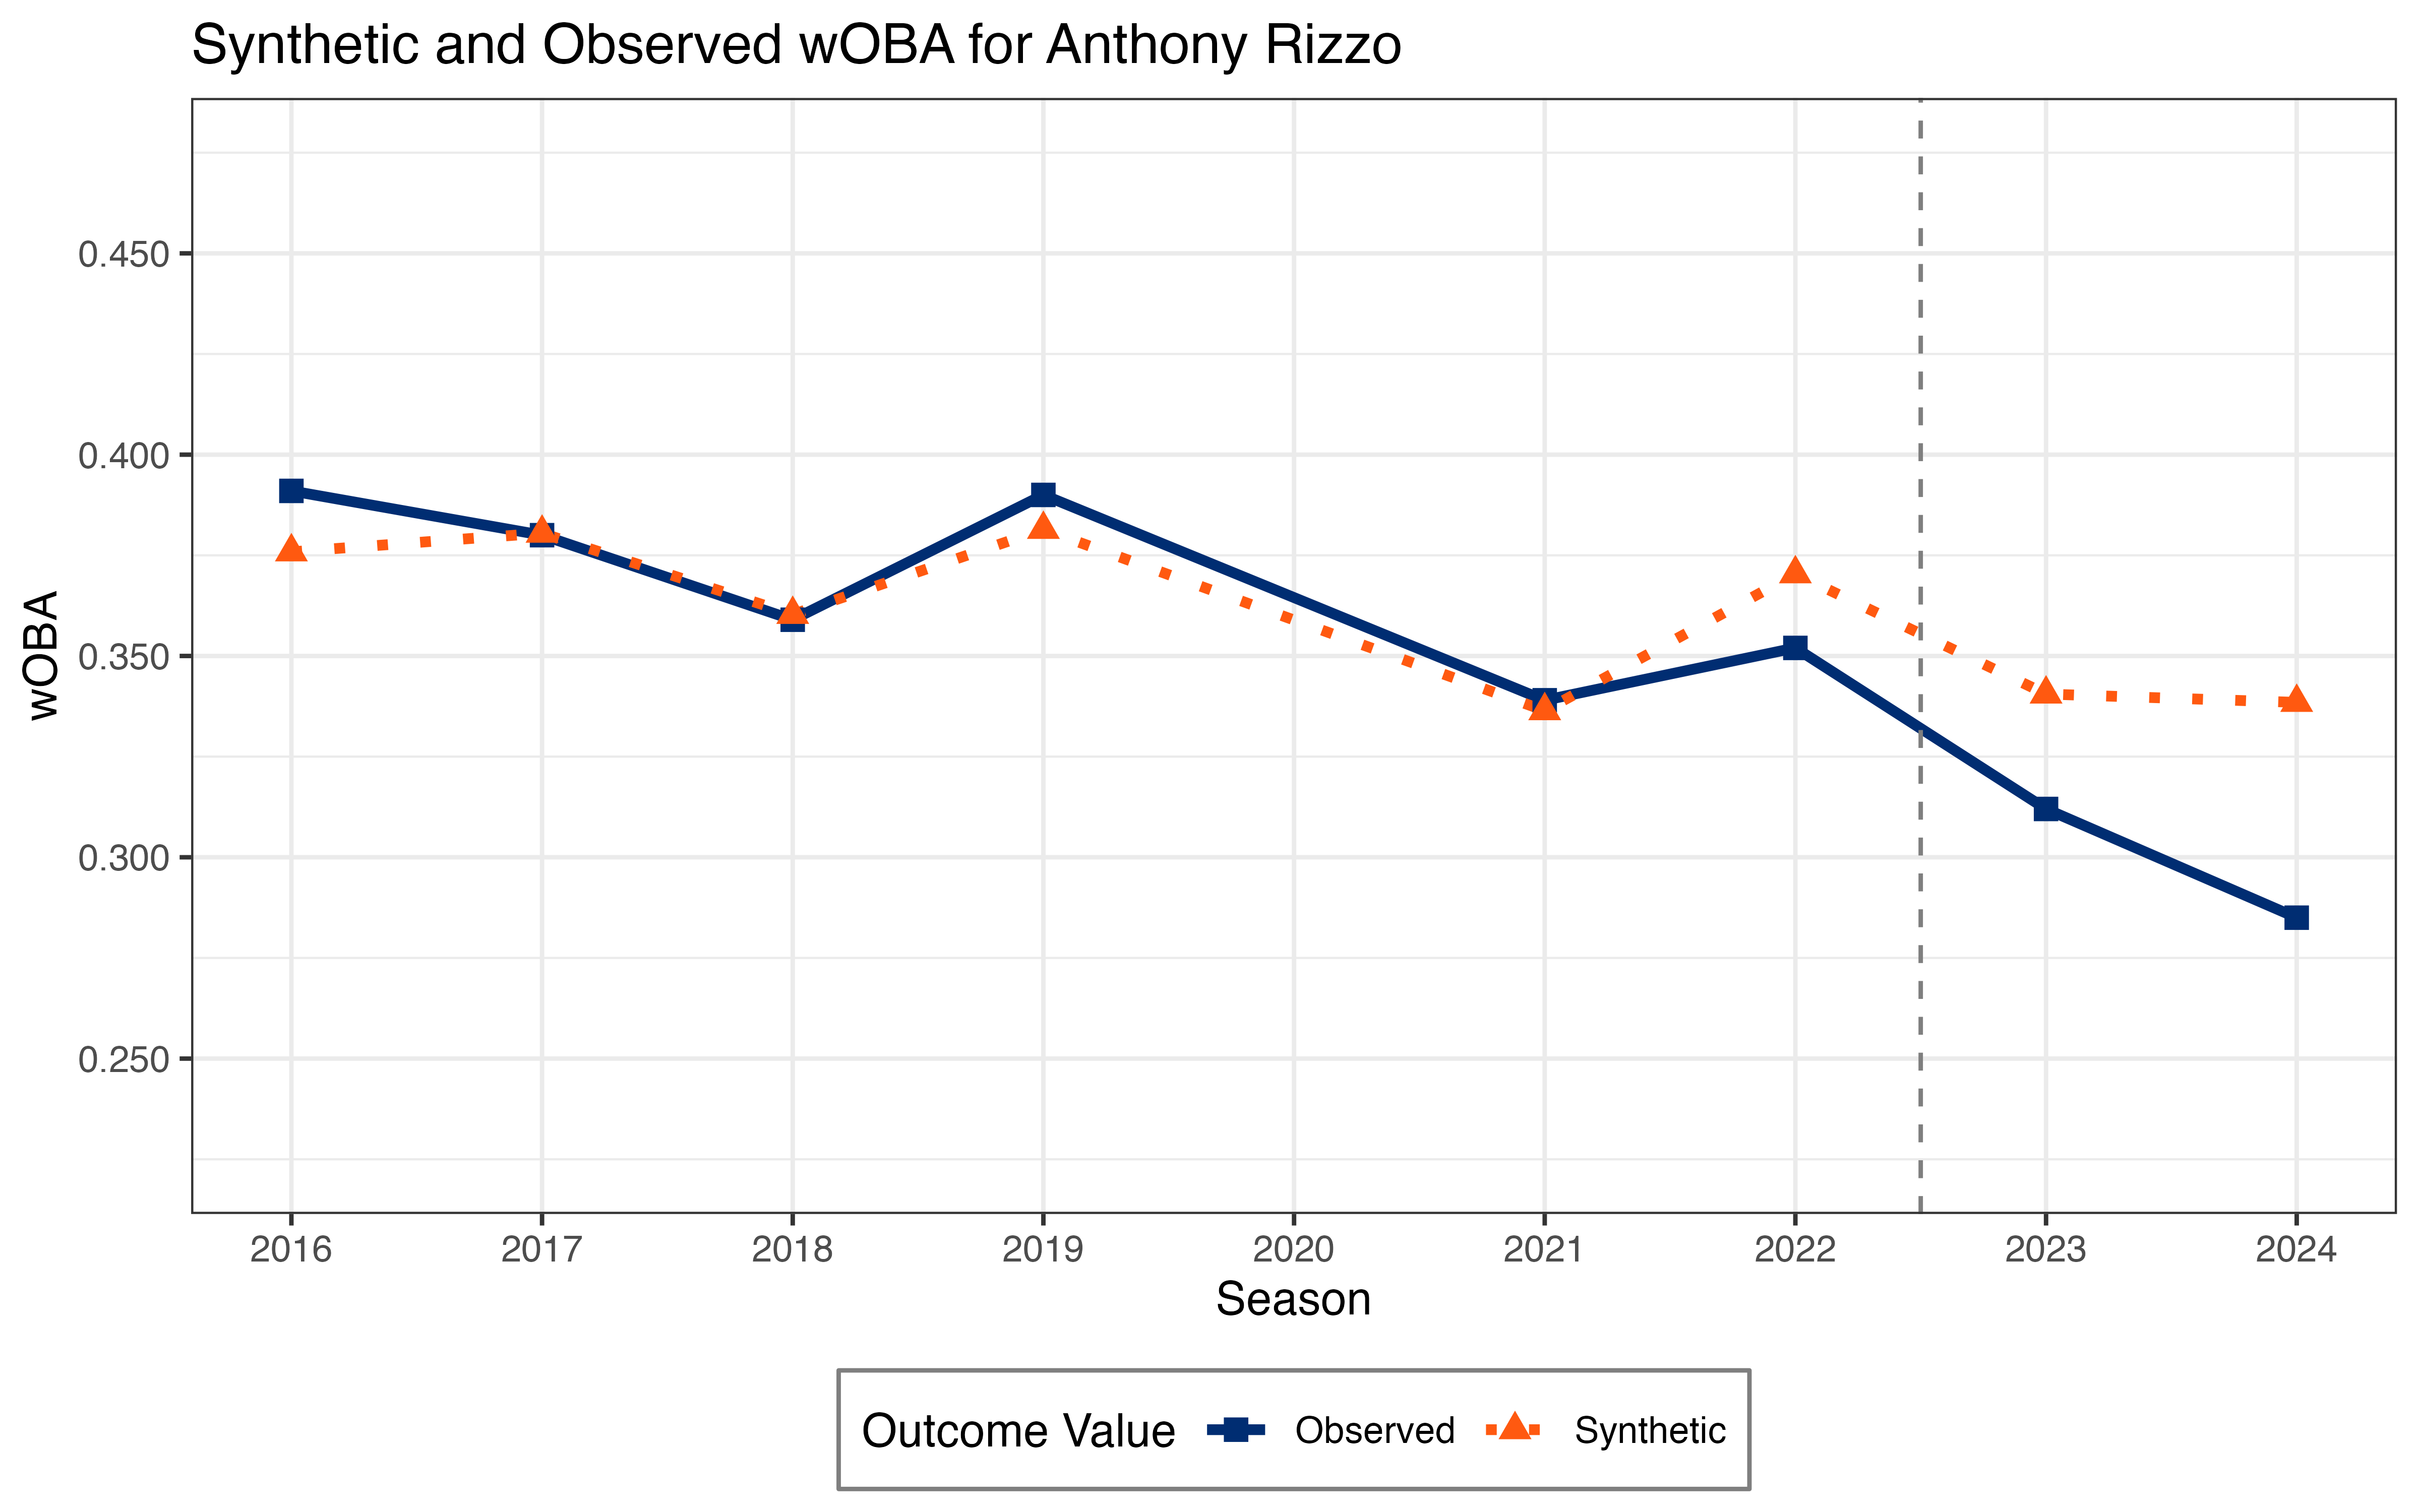 Synthetic and Observed wOBA for Anthony Rizzo
wOBA
0.450
0.400
0.350
0.300
0.250
2016 2017 2018 2019 2020 2021 2022 2023 2024
Season
Outcome Value Observed Synthetic